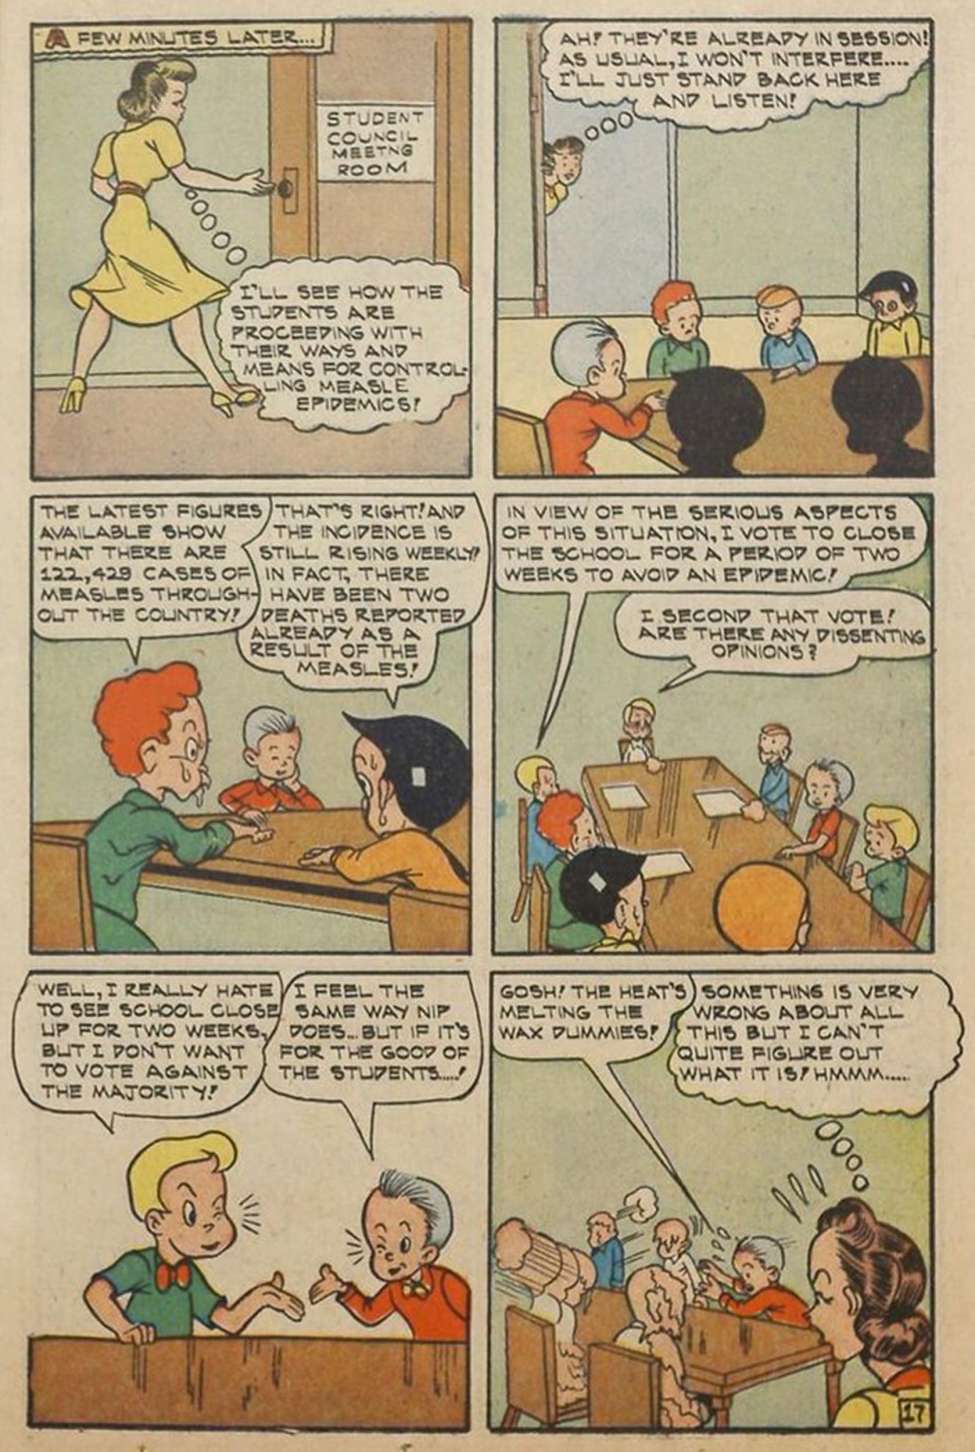 A FEW MINUTES LATER...
STUDENT
COUNCIL
MEETNG
ROOM
I'LL SEE HOW THE
STUDENTS ARE
PROCEEDING WITH
THEIR WAYS AND
MEANS FOR CONTROL-
LING MEASLE
EPIDEMICS!
AH! THEY'RE ALREADY IN SESSION!
AS USUAL, I WON'T INTERFERE....
I'LL JUST STAND BACK HERE
AND LISTEN!
THE LATEST FIGURES
AVAILABLE SHOW
THAT THERE ARE
122,429 CASES OF
MEASLES THROUGH-
OUT THE COUNTRY!
THAT'S RIGHT! AND
THE INCIDENCE IS
STILL RISING WEEKLY!
IN FACT, THERE
HAVE BEEN TWO
DEATHS REPORTED
ALREADY AS A
RESULT OF THE
MEASLES!
IN VIEW OF THE SERIOUS ASPECTS
OF THIS SITUATION, I VOTE TO CLOSE
THE SCHOOL FOR A PERIOD OF TWO
WEEKS TO AVOID AN EPIDEMIC!
I SECOND THAT VOTE!
ARE THERE ANY DISSENTING
OPINIONS?
WELL, I REALLY HATE
TO SEE SCHOOL CLOSE
UP FOR TWO WEEKS,
BUT I DON'T WANT
TO VOTE AGAINST
THE MAJORITY!
I FEEL THE
SAME WAY NIP
DOES... BUT IF IT'S
FOR THE GOOD OF
THE STUDENTS.....!
GOSH! THE HEAT'S
MELTING THE
WAX DUMMIES!
SOMETHING IS VERY
WRONG ABOUT ALL
THIS BUT I CAN'T
QUITE FIGURE OUT
WHAT IT IS! HMMM.....
17